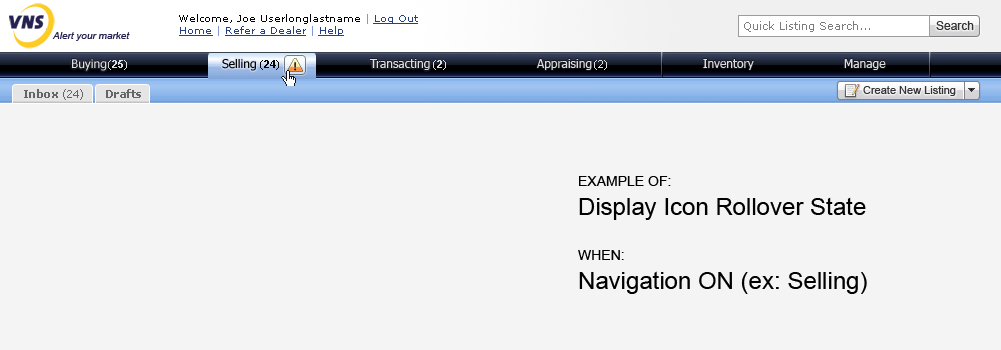 VNS
Alert your market
Welcome, Joe Userlonglastname | Log Out
Home | Refer a Dealer | Help
Quick Listing Search...
Search
Buying(25)
Selling (24)
Transacting (2)
Appraising (2)
Inventory
Manage
Inbox (24)
Drafts
Create New Listing
EXAMPLE OF:
Display Icon Rollover State
WHEN:
Navigation ON (ex: Selling)